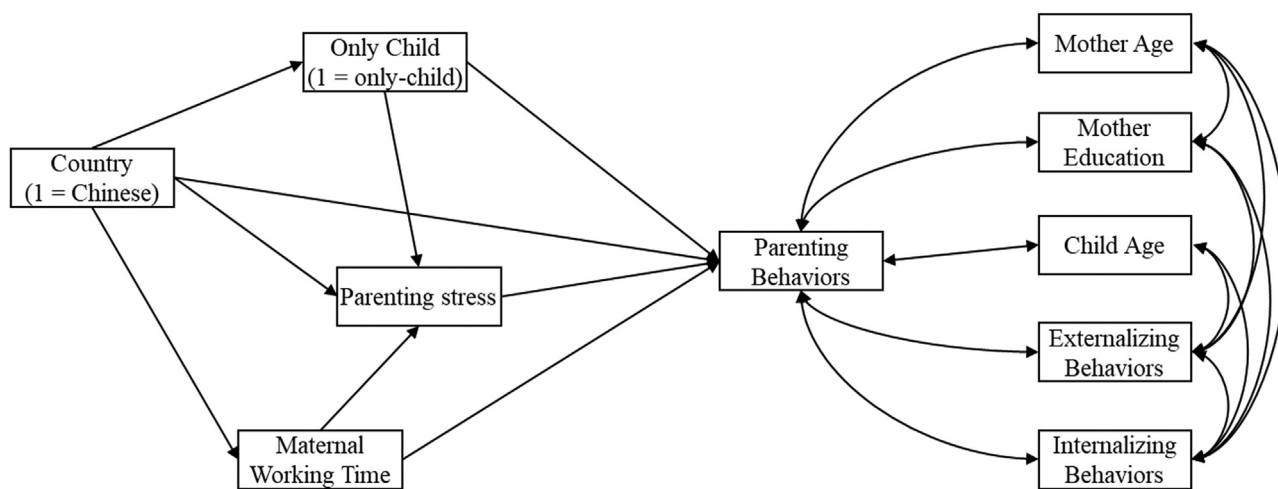 Only Child
(1 = only-child)
Country
(1 = Chinese)
Parenting stress
Maternal
Working Time
Parenting
Behaviors
Mother Age
Mother
Education
Child Age
Externalizing
Behaviors
Internalizing
Behaviors